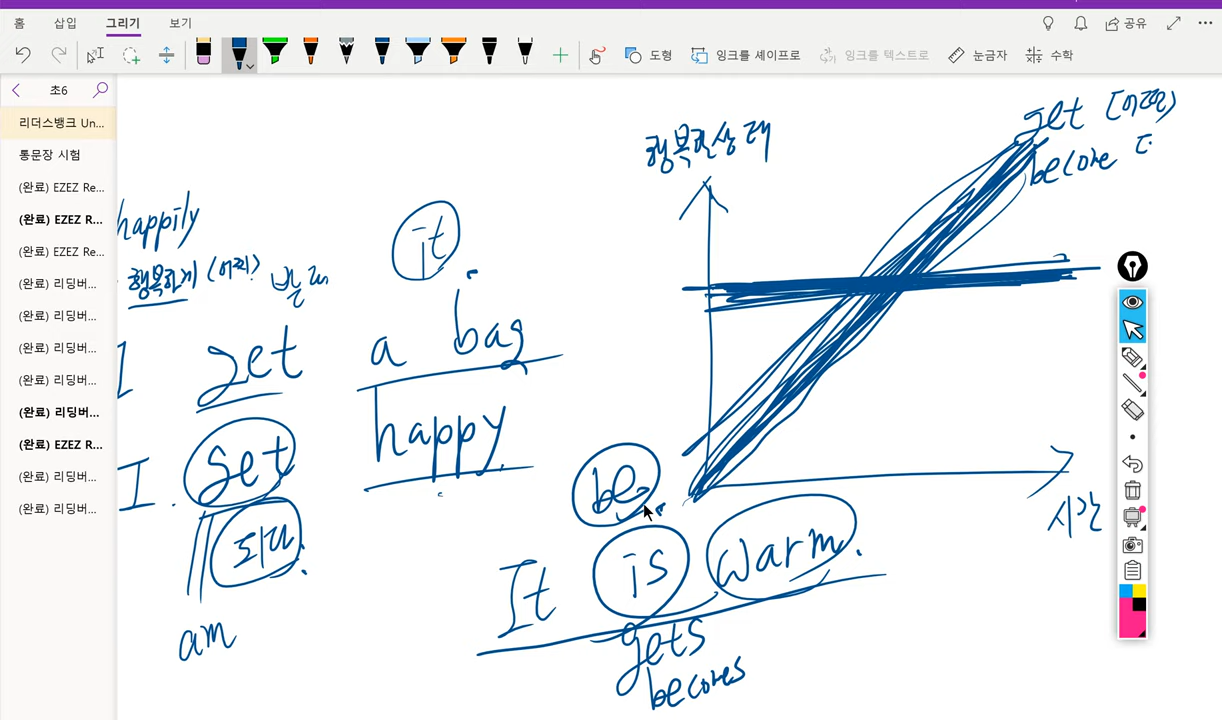 홈 삽입 그리기 보기
공유
도형 잉크를 셰이프로 잉크를 텍스트로 눈금자 수학
초6
리더스뱅크 Un...
통문장 시험
(완료) EZEZ Re...
(완료) EZEZ R...
(완료) EZEZ Re...
(완료) 리딩버...
(완료) 리딩버...
(완료) 리딩버...
(완료) 리딩버...
(완료) 리딩버...
(완료) EZEZ R...
(완료) 리딩버...
(완료) 리딩버...
happily
행복하게 (어찌?
it
I get a bag
I. get happy
되다.
am
행복한상태
get
become
시간
be
It is warm.
gets
becomes